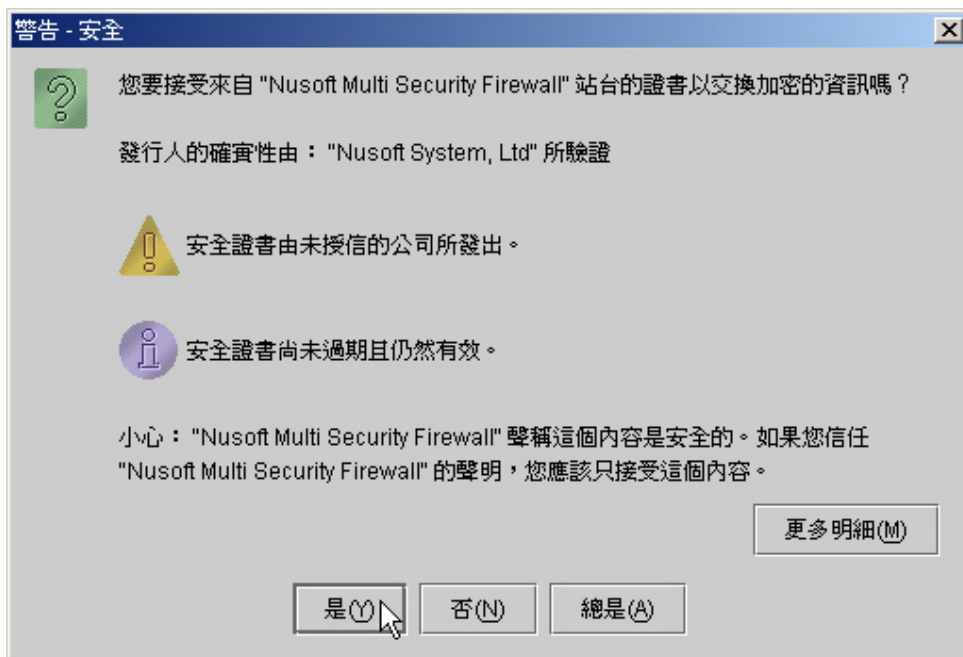 警告 - 安全
您要接受來自 "Nusoft Multi Security Firewall" 站台的證書以交換加密的資訊嗎？
發行人的確實性由： "Nusoft System, Ltd" 所驗證
安全證書由未授信的公司所發出。
安全證書尚未過期且仍然有效。
小心： "Nusoft Multi Security Firewall" 聲稱這個內容是安全的。如果您信任
"Nusoft Multi Security Firewall" 的聲明，您應該只接受這個內容。
更多明細(M)
是(Y) 否(N) 總是(A)